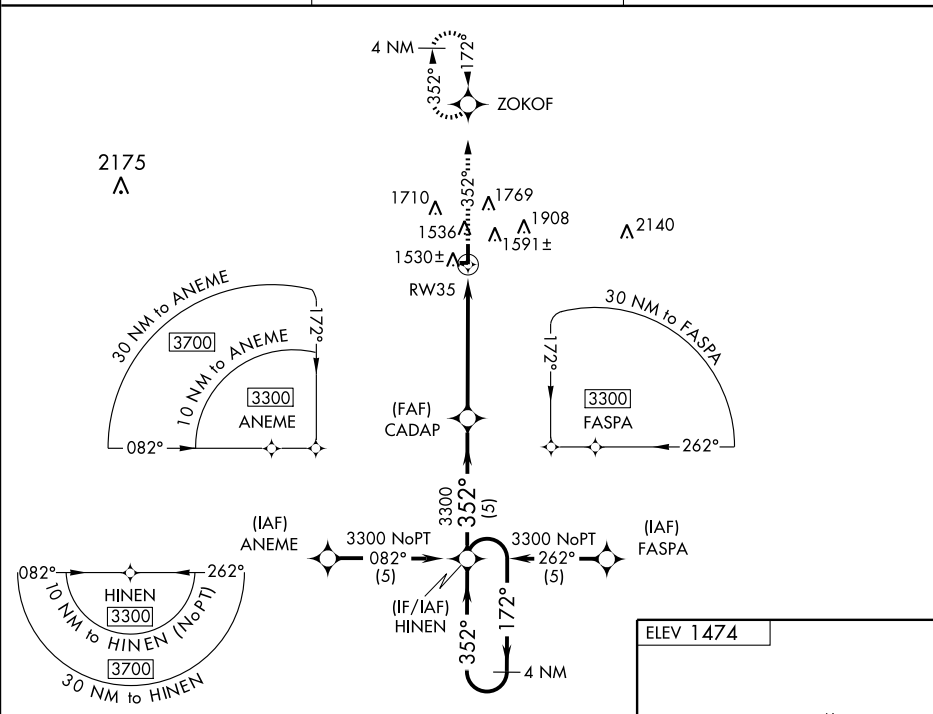 4 NM
352°
172°
ZOKOF
2175
352°
1710
1769
1536
1908
1591±
2140
1530±
RW35
30 NM to ANEME
3700
172°
10 NM to ANEME
3300
ANEME
082°
30 NM to FASPA
172°
3300
FASPA
262°
(FAF)
CADAP
3300
352°
(5)
(IAF)
ANEME
3300 NoPT
082°
(5)
3300 NoPT
262°
(5)
(IAF)
FASPA
082°
262°
HINEN
3300
10 NM to HINEN (NoPT)
3700
30 NM to HINEN
(IF/IAF)
HINEN
352°
172°
4 NM
ELEV 1474